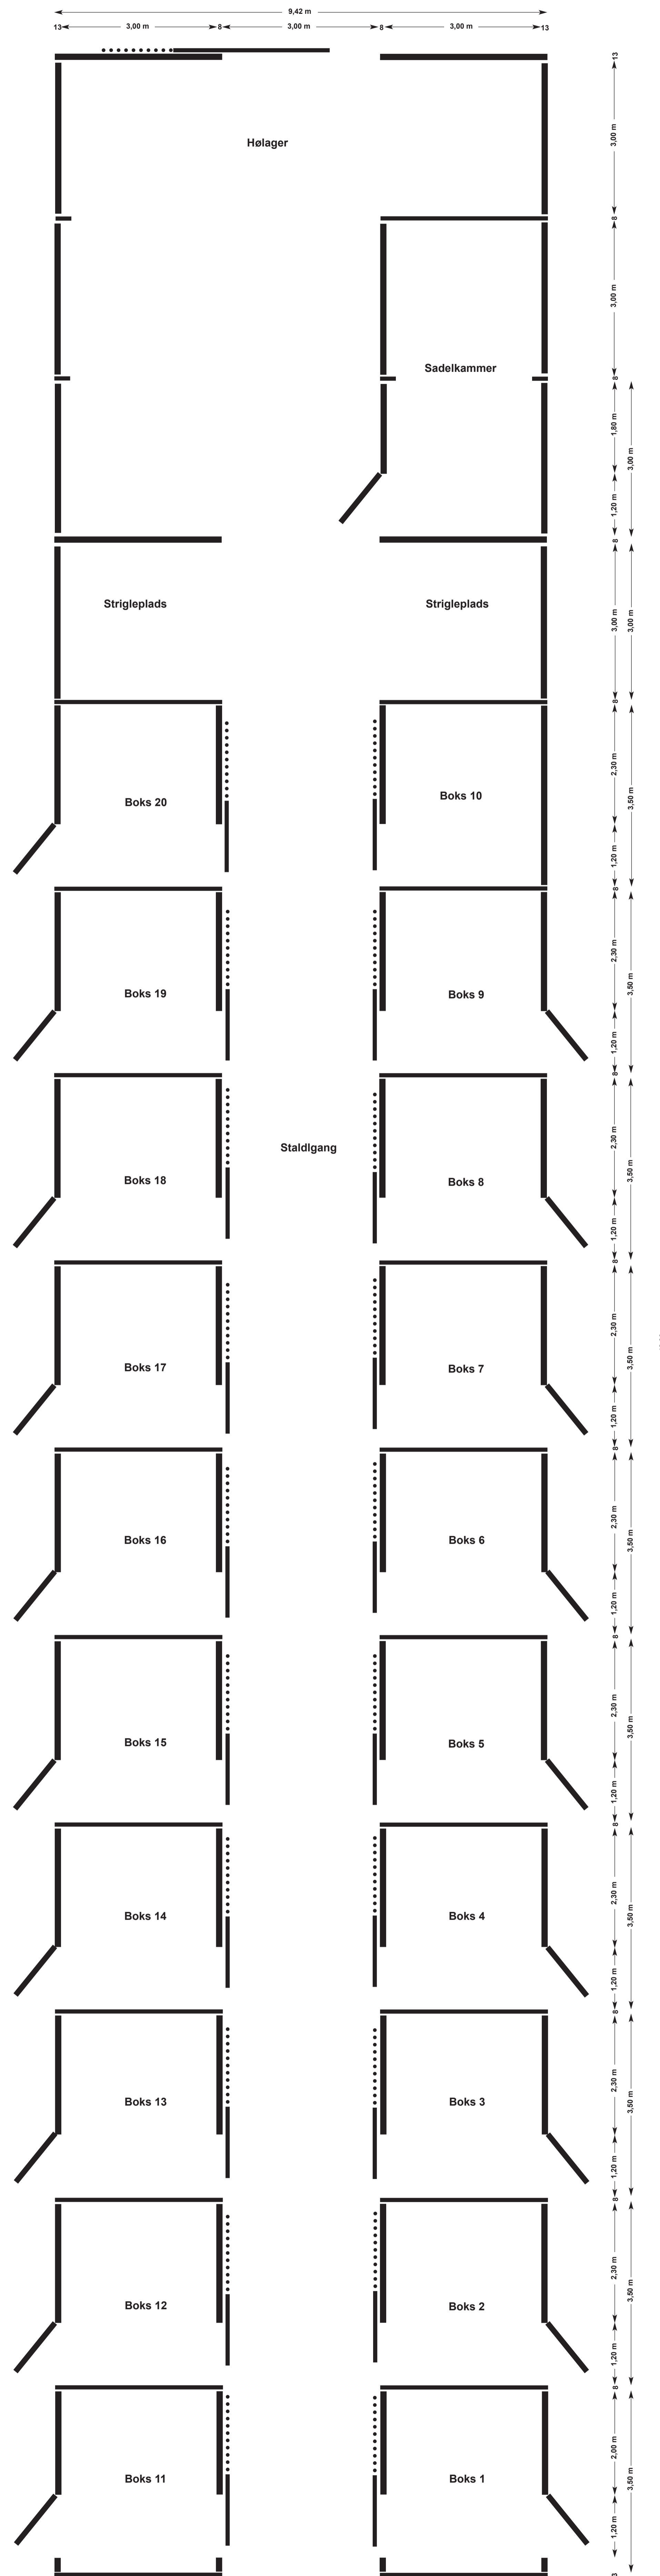 9,42 m
13 3,00 m 8 3,00 m 8 3,00 m 13
13
3,00 m
Hølager
8
3,00 m
Sadelkammer
8
1,80 m
3,00 m
1,20 m
8
Strigleplads
Strigleplads
3,00 m
3,00 m
8
2,30 m
Boks 20
Boks 10
3,50 m
1,20 m
8
2,30 m
Boks 19
Boks 9
3,50 m
1,20 m
8
2,30 m
Staldlgang
Boks 18
Boks 8
3,50 m
1,20 m
8
2,30 m
Boks 17
Boks 7
3,50 m
1,20 m
8
2,30 m
Boks 16
Boks 6
3,50 m
1,20 m
8
2,30 m
Boks 15
Boks 5
3,50 m
1,20 m
8
2,30 m
Boks 14
Boks 4
3,50 m
1,20 m
8
2,30 m
Boks 13
Boks 3
3,50 m
1,20 m
8
2,30 m
Boks 12
Boks 2
3,50 m
1,20 m
8
2,00 m
Boks 11
Boks 1
3,50 m
1,20 m